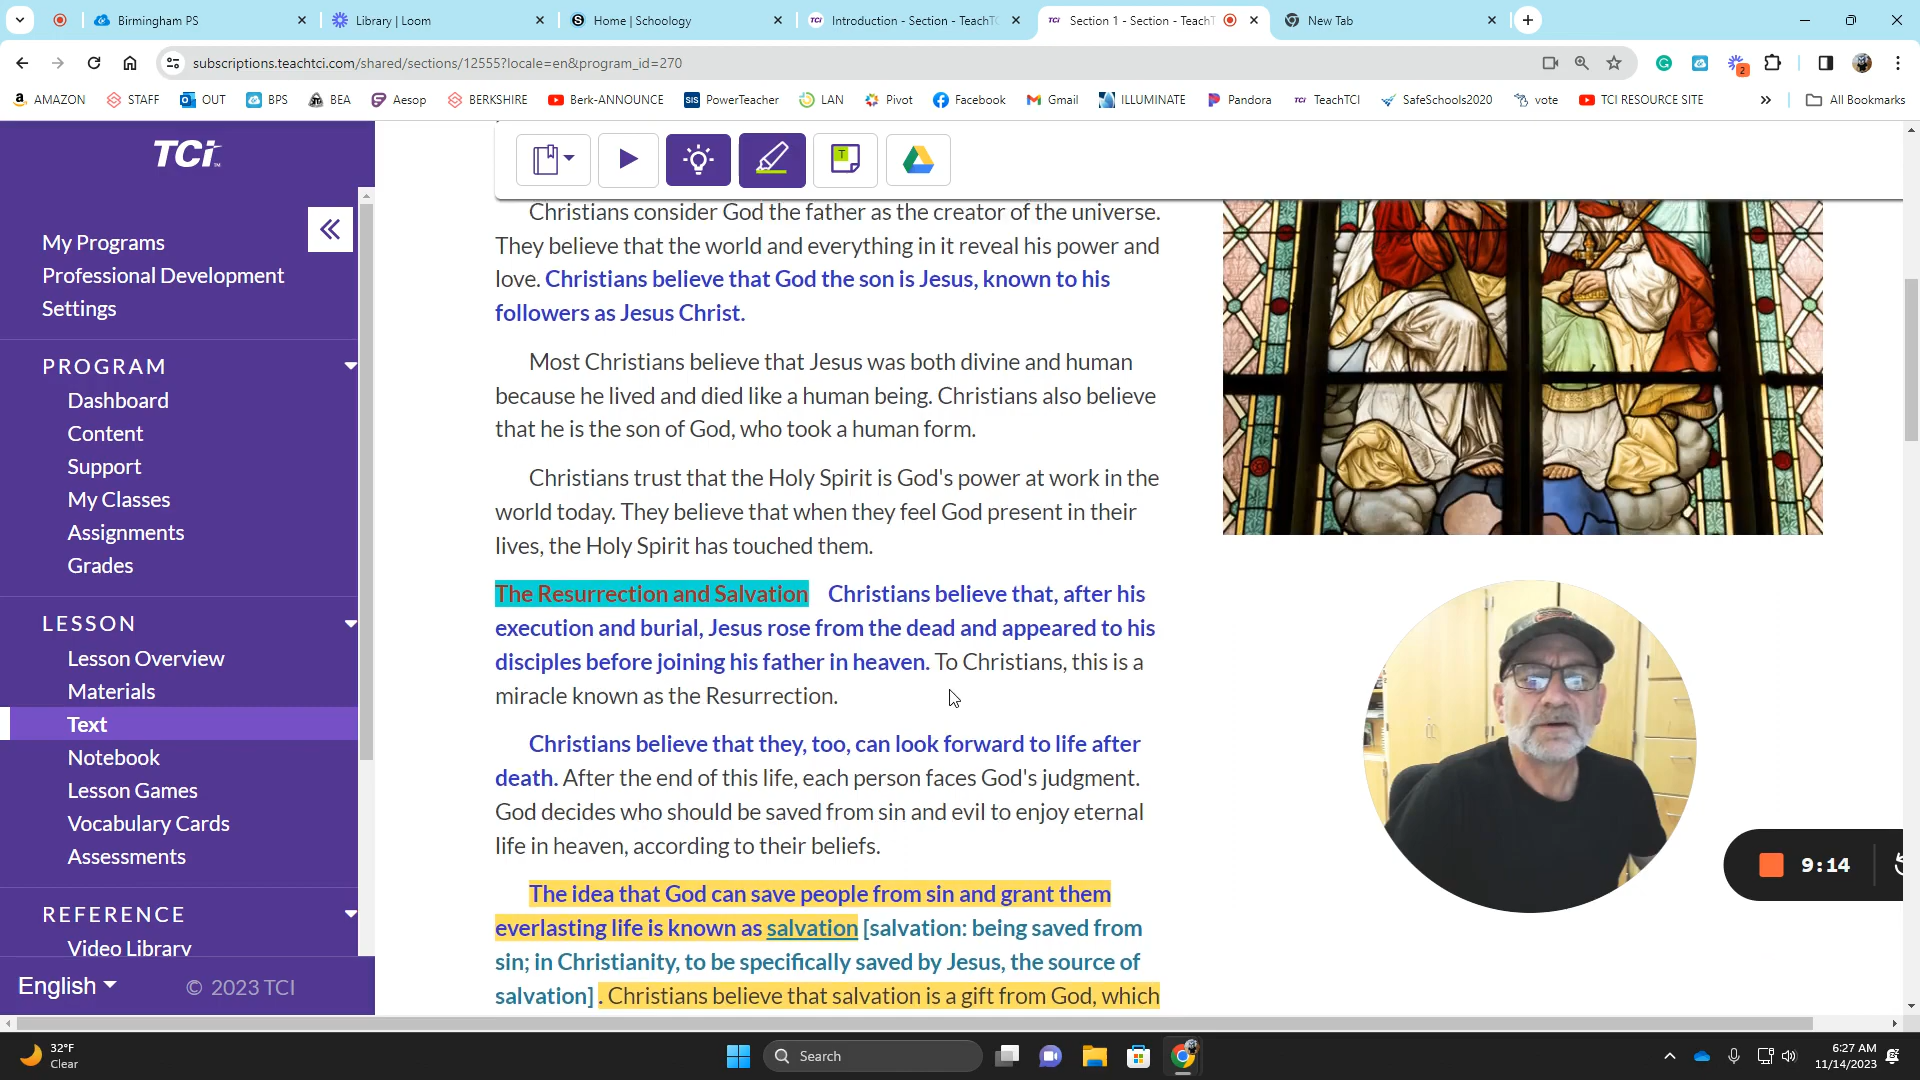 Birmingham PS
Library | Loom
Home | Schoology
Introduction - Section - TeachTC
Section 1 - Section - TeachT
New Tab
subscriptions.teachtci.com/shared/sections/12555?locale=en&program_id=270
2
AMAZON
STAFF
OUT
BPS
BEA
Aesop
BERKSHIRE
Berk-ANNOUNCE
PowerTeacher
LAN
Pivot
Facebook
Gmail
ILLUMINATE
Pandora
TeachTCI
SafeSchools2020
vote
TCI RESOURCE SITE
All Bookmarks
TCi
My Programs
Professional Development
Settings
PROGRAM
Dashboard
Content
Support
My Classes
Assignments
Grades
LESSON
Lesson Overview
Materials
Text
Notebook
Lesson Games
Vocabulary Cards
Assessments
REFERENCE
Video Library
English
© 2023 TCI
T
Christians consider God the father as the creator of the universe.
They believe that the world and everything in it reveal his power and
love. Christians believe that God the son is Jesus, known to his
followers as Jesus Christ.
Most Christians believe that Jesus was both divine and human
because he lived and died like a human being. Christians also believe
that he is the son of God, who took a human form.
Christians trust that the Holy Spirit is God's power at work in the
world today. They believe that when they feel God present in their
lives, the Holy Spirit has touched them.
The Resurrection and Salvation Christians believe that, after his
execution and burial, Jesus rose from the dead and appeared to his
disciples before joining his father in heaven. To Christians, this is a
miracle known as the Resurrection.
Christians believe that they, too, can look forward to life after
death. After the end of this life, each person faces God's judgment.
God decides who should be saved from sin and evil to enjoy eternal
life in heaven, according to their beliefs.
The idea that God can save people from sin and grant them
everlasting life is known as salvation [salvation: being saved from
sin; in Christianity, to be specifically saved by Jesus, the source of
salvation] . Christians believe that salvation is a gift from God, which
9:14
32°F
Clear
Search
6:27 AM
11/14/2023